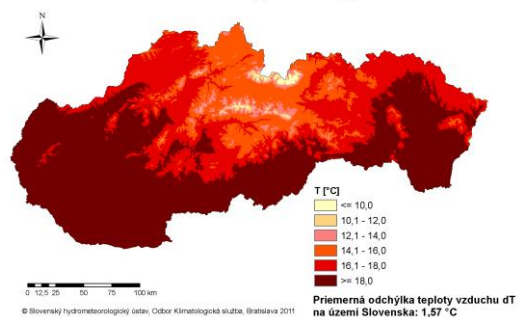 N
T [°C]
<= 10,0
10,1 - 12,0
12,1 - 14,0
14,1 - 16,0
16,1 - 18,0
>= 18,0
0 12,5 25 50 75 100 km
© Slovenský hydrometeorologický ústav, Odbor Klimatologická služba, Bratislava 2011
Priemerná odchýlka teploty vzduchu dT
na území Slovenska: 1,57 °C